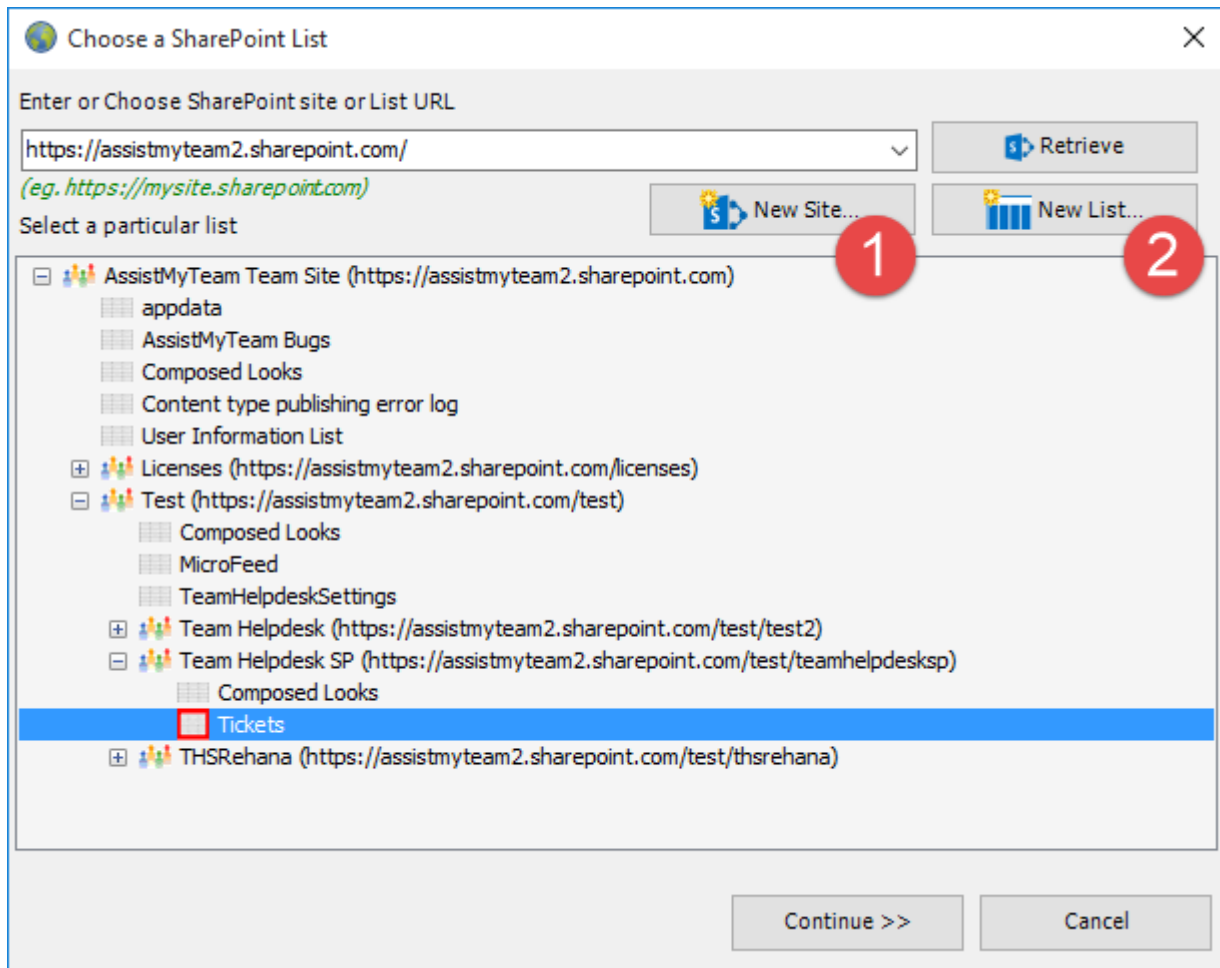 Choose a SharePoint List
Enter or Choose SharePoint site or List URL
https://assistmyteam2.sharepoint.com/
Retrieve
(eg. https://mysite.sharepoint.com)
New Site...
New List...
Select a particular list
1
2
AssistMyTeam Team Site (https://assistmyteam2.sharepoint.com)
appdata
AssistMyTeam Bugs
Composed Looks
Content type publishing error log
User Information List
Licenses (https://assistmyteam2.sharepoint.com/licenses)
Test (https://assistmyteam2.sharepoint.com/test)
Composed Looks
MicroFeed
TeamHelpdeskSettings
Team Helpdesk (https://assistmyteam2.sharepoint.com/test/test2)
Team Helpdesk SP (https://assistmyteam2.sharepoint.com/test/teamhelpdesksp)
Composed Looks
Tickets
THSRehana (https://assistmyteam2.sharepoint.com/test/thsrehana)
Continue >>
Cancel